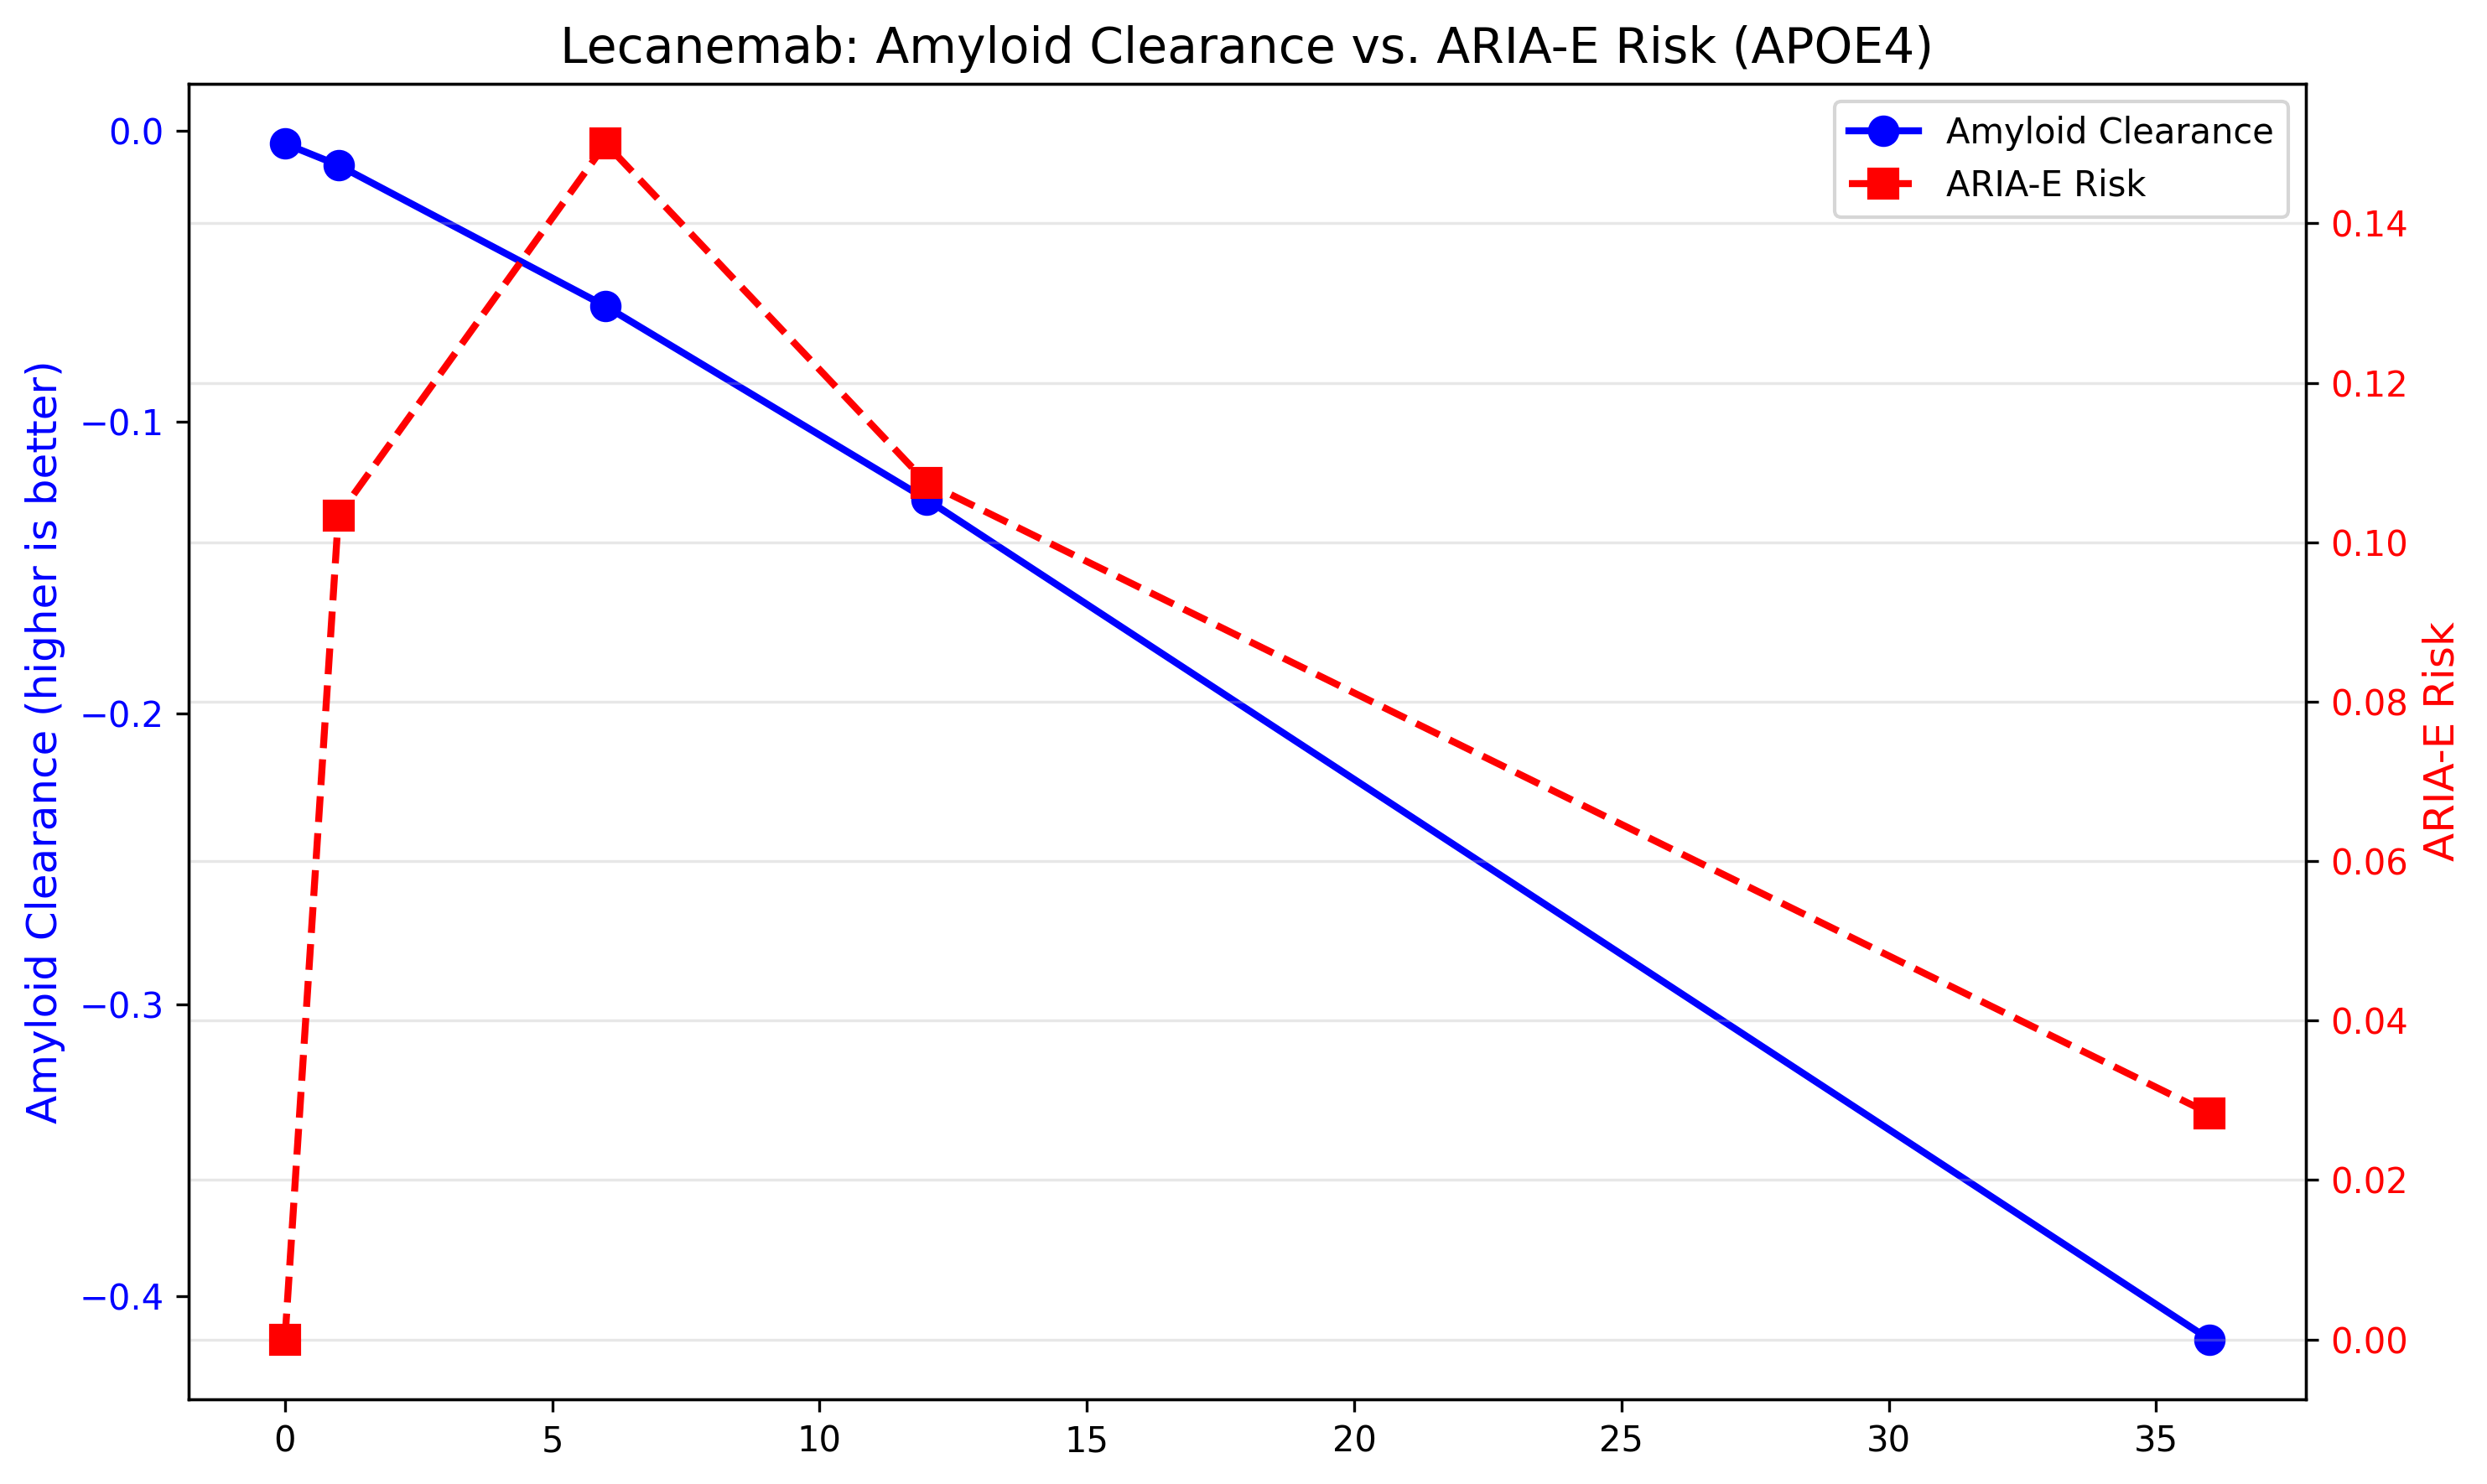 Lecanemab: Amyloid Clearance vs. ARIA-E Risk (APOE4)
Amyloid Clearance
ARIA-E Risk
Amyloid Clearance (higher is better)
0.0
−0.1
−0.2
−0.3
−0.4
0.14
0.12
0.10
0.08
0.06
0.04
0.02
0.00
ARIA-E Risk
0 5 10 15 20 25 30 35